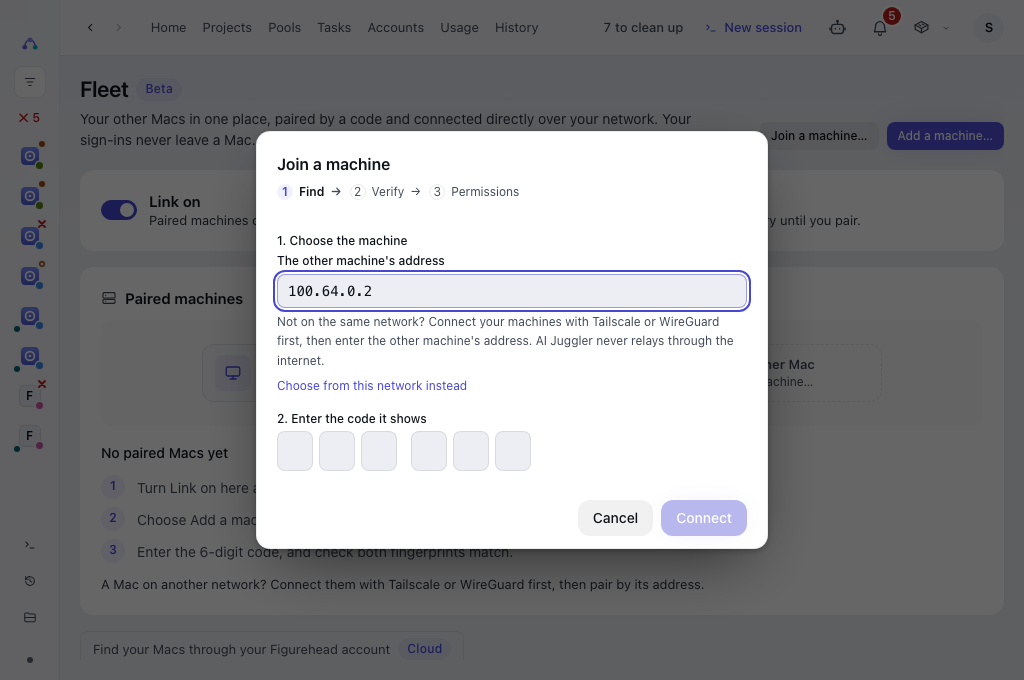 Home Projects Pools Tasks Accounts Usage History 7 to clean up New session 5 S
5
Fleet Beta
Your other Macs in one place, paired by a code and connected directly over your network. Your
sign-ins never leave a Mac.
Join a machine... Add a machine...
Link on
Paired machines
y until you pair.
Paired machines
her Mac
achine...
No paired Macs yet
1 Turn Link on here
2 Choose Add a mac
3 Enter the 6-digit code, and check both fingerprints match.
A Mac on another network? Connect them with Tailscale or WireGuard first, then pair by its address.
Find your Macs through your Figurehead account Cloud
F
F
Join a machine
1 Find → 2 Verify → 3 Permissions
1. Choose the machine
The other machine's address
100.64.0.2
Not on the same network? Connect your machines with Tailscale or WireGuard
first, then enter the other machine's address. AI Juggler never relays through the
internet.
Choose from this network instead
2. Enter the code it shows
Cancel Connect